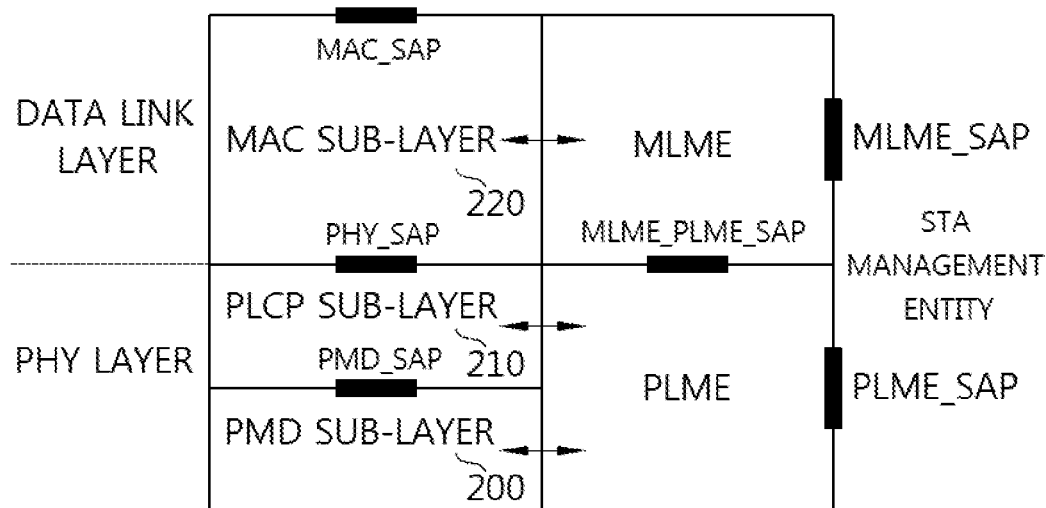 MAC_SAP
DATA LINK
LAYER
MAC SUB-LAYER
220
MLME
MLME_SAP
PHY_SAP
MLME_PLME_SAP
STA
MANAGEMENT
ENTITY
PHY LAYER
PLCP SUB-LAYER
210
PMD_SAP
PLME
PLME_SAP
PMD SUB-LAYER
200